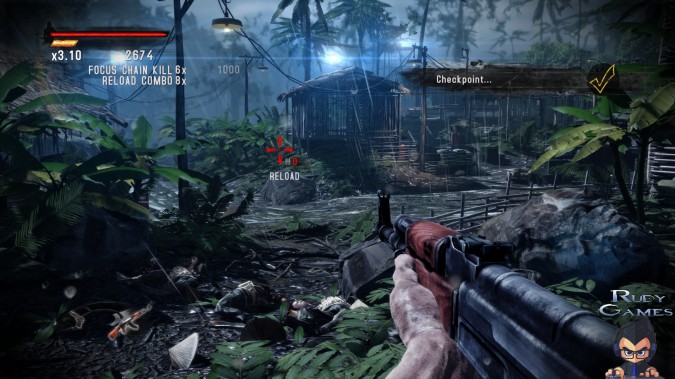 x3.10 2674
FOCUS CHAIN KILL 6x 1000
RELOAD COMBO 8x
Checkpoint...
RELOAD
RUBY
GAMES